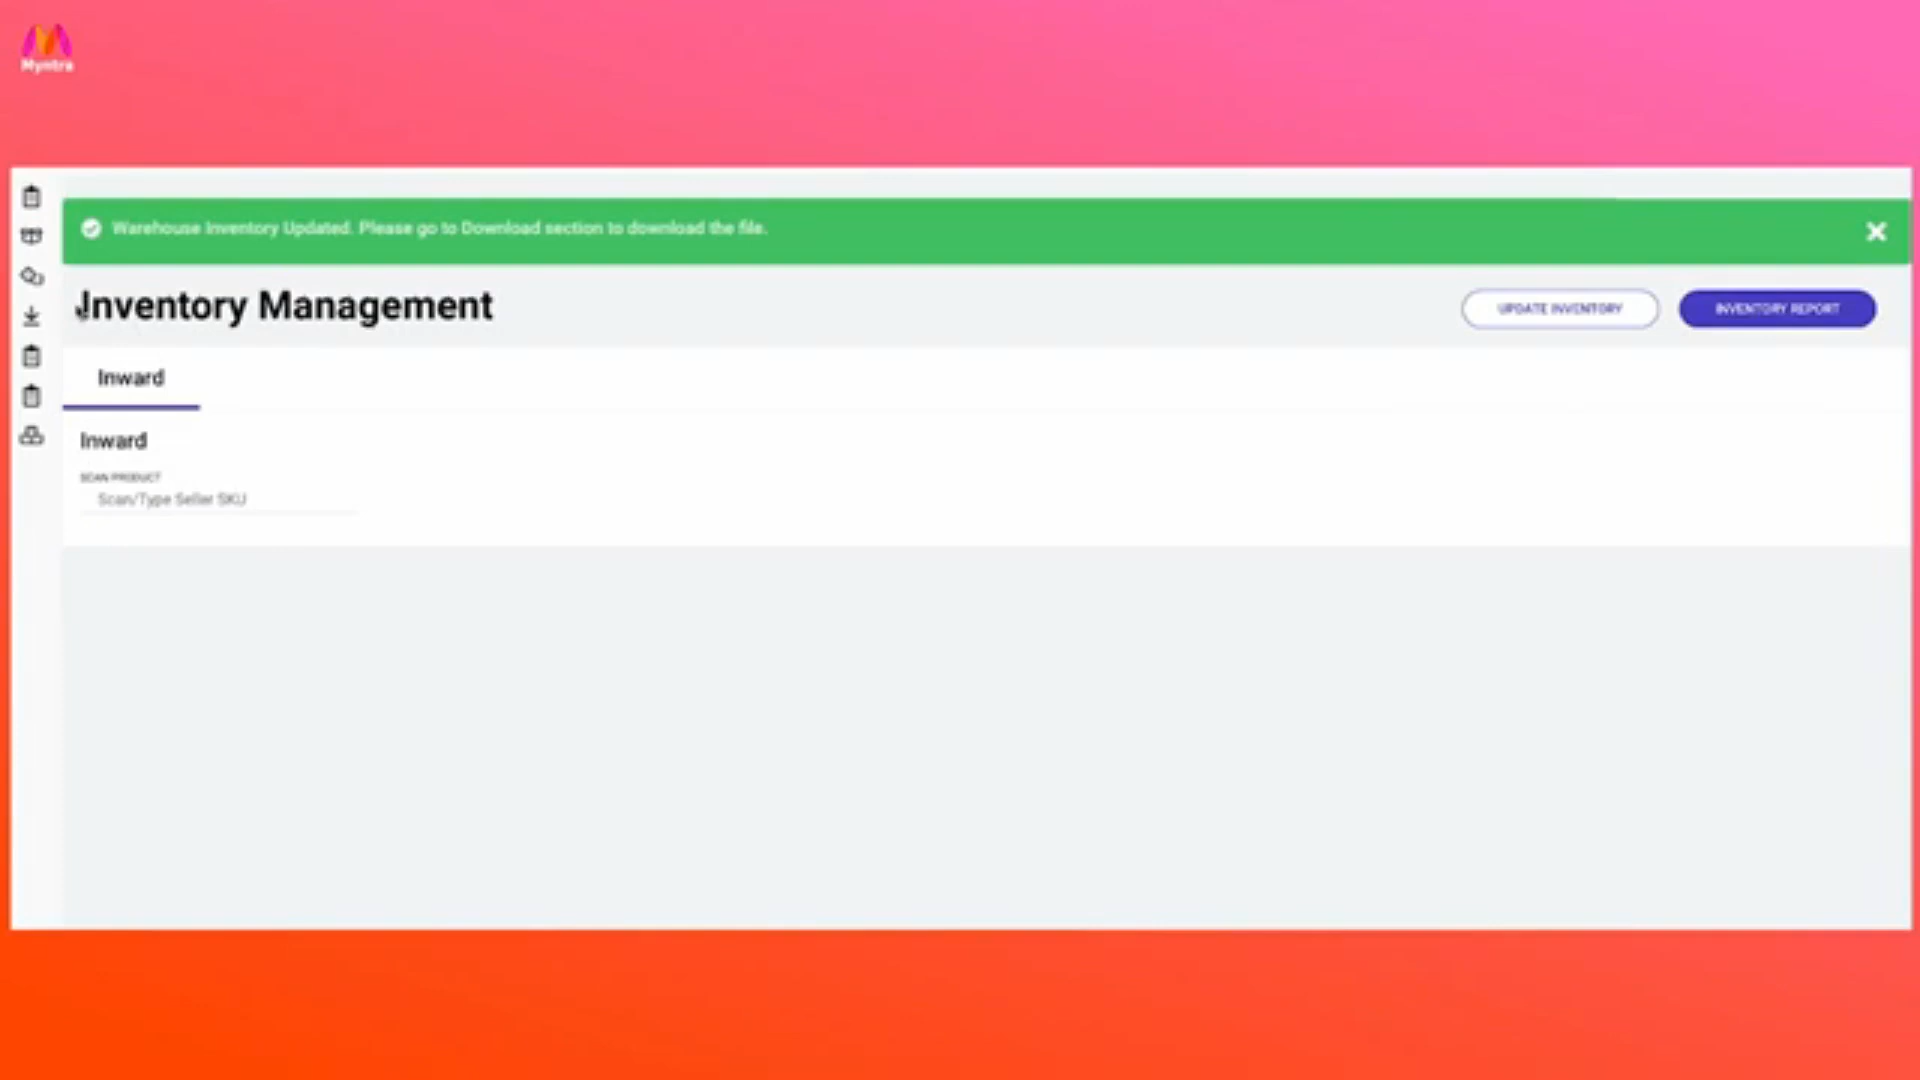 Myntra
Warehouse Inventory Updated. Please go to Download section to download the file.
Inventory Management
UPDATE INVENTORY
INVENTORY REPORT
Inward
Inward
SCAN PRODUCT
Scan/Type Seller SKU